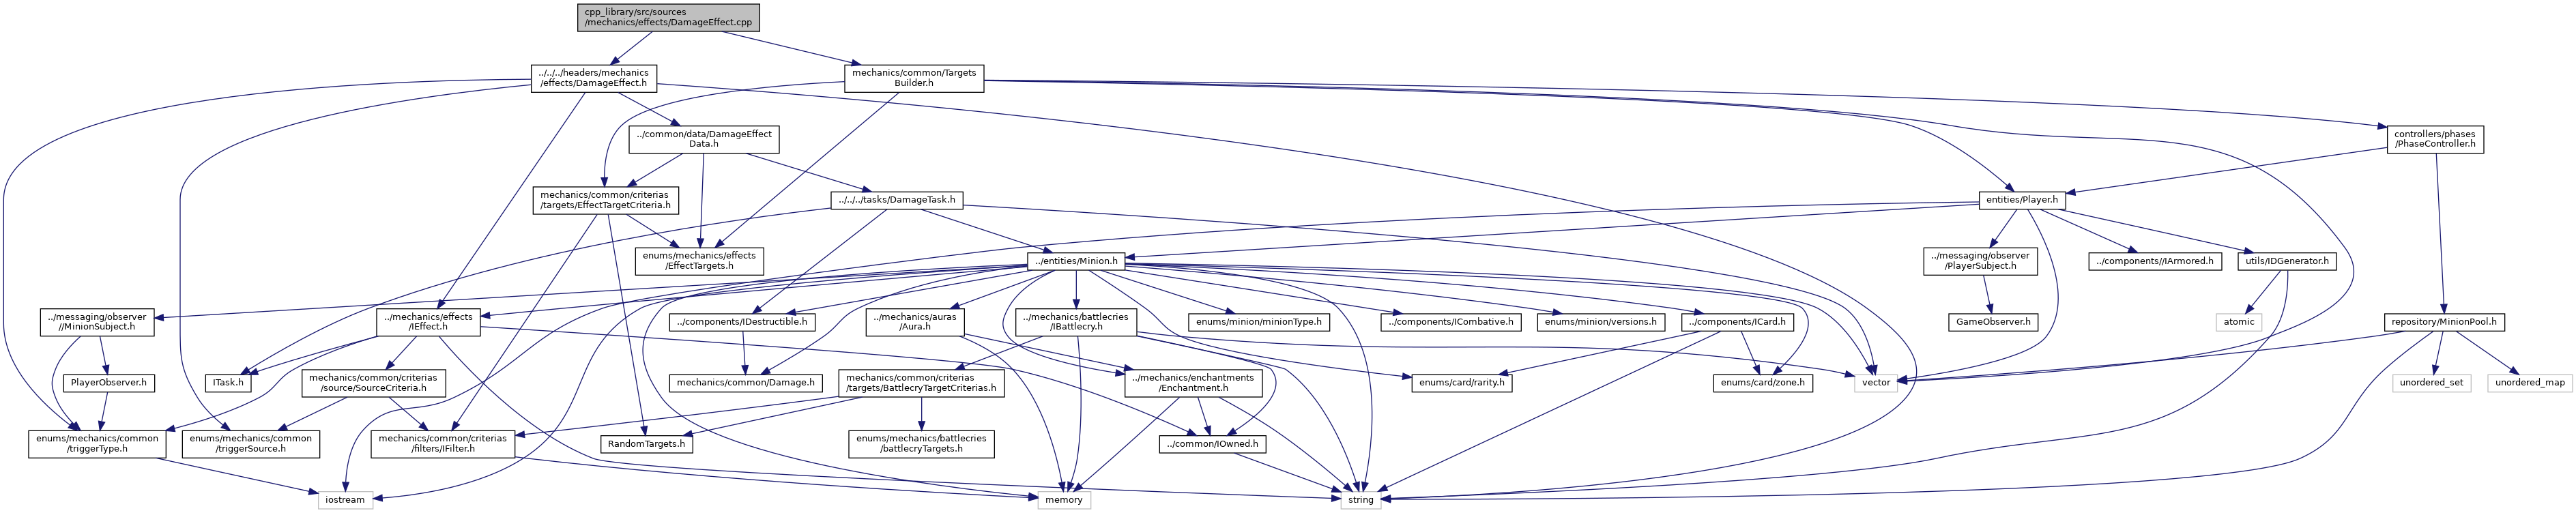 cpp_library/src/sources
/mechanics/effects/DamageEffect.cpp
../../../headers/mechanics
/effects/DamageEffect.h
mechanics/common/Targets
Builder.h
../common/data/DamageEffect
Data.h
controllers/phases
/PhaseController.h
mechanics/common/criterias
/targets/EffectTargetCriteria.h
../../../tasks/DamageTask.h
entities/Player.h
enums/mechanics/effects
/EffectTargets.h
../entities/Minion.h
../messaging/observer
/PlayerSubject.h
../components//IArmored.h
utils/IDGenerator.h
../messaging/observer
//MinionSubject.h
../mechanics/effects
/IEffect.h
../components/IDestructible.h
../mechanics/auras
/Aura.h
../mechanics/battlecries
/IBattlecry.h
enums/minion/minionType.h
../components/ICombative.h
enums/minion/versions.h
../components/ICard.h
GameObserver.h
atomic
repository/MinionPool.h
PlayerObserver.h
ITask.h
mechanics/common/criterias
/source/SourceCriteria.h
mechanics/common/Damage.h
mechanics/common/criterias
/targets/BattlecryTargetCriterias.h
../mechanics/enchantments
/Enchantment.h
enums/card/rarity.h
enums/card/zone.h
vector
unordered_set
unordered_map
enums/mechanics/common
/triggerType.h
enums/mechanics/common
/triggerSource.h
mechanics/common/criterias
/filters/IFilter.h
RandomTargets.h
enums/mechanics/battlecries
/battlecryTargets.h
../common/IOwned.h
iostream
memory
string